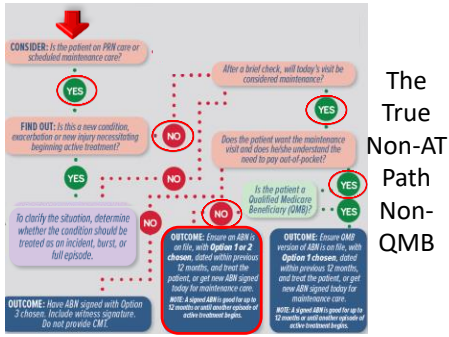 CONSIDER: Is the patient on PRN care or
scheduled maintenance care?
YES
FIND OUT: Is this a new condition,
exacerbation or new injury necessitating
beginning active treatment?
NO
YES
NO
To clarify the situation, determine
whether the condition should be
treated as an incident, burst, or
full episode.
NO
OUTCOME: Have ABN signed with Option
3 chosen. Include witness signature.
Do not provide CMT.
After a brief check, will today's visit be
considered maintenance?
YES
Does the patient want the maintenance
visit and does he/she understand the
need to pay out-of-pocket?
YES
Is the patient a
Qualified Medicare
Beneficiary (QMB)?
NO
YES
OUTCOME: Ensure an ABN is
on file, with Option 1 or 2
chosen, dated within previous
12 months, and treat the
patient, or get new ABN signed
today for maintenance care.
NOTE: A signed ABN is good for up to
12 months or until another episode of
active treatment begins.
OUTCOME: Ensure QMB
version of ABN is on file, with
Option 1 chosen, dated
within previous 12 months,
and treat the patient, or get
new ABN signed today for
maintenance care.
NOTE: A signed ABN is good for up to
12 months or until another episode of
active treatment begins.
The
True
Non-AT
Path
Non-
QMB